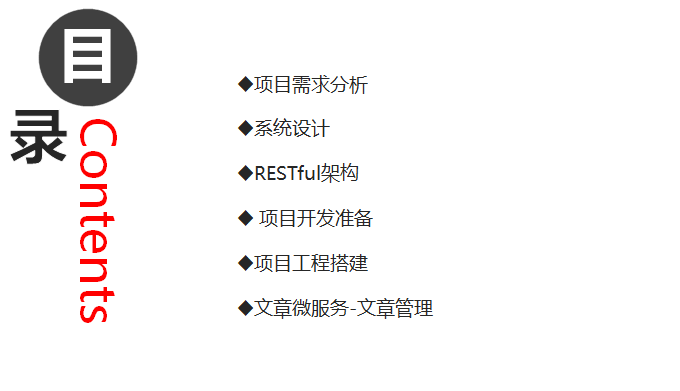 目录
Contents
◆项目需求分析
◆系统设计
◆RESTful架构
◆ 项目开发准备
◆项目工程搭建
◆文章微服务-文章管理